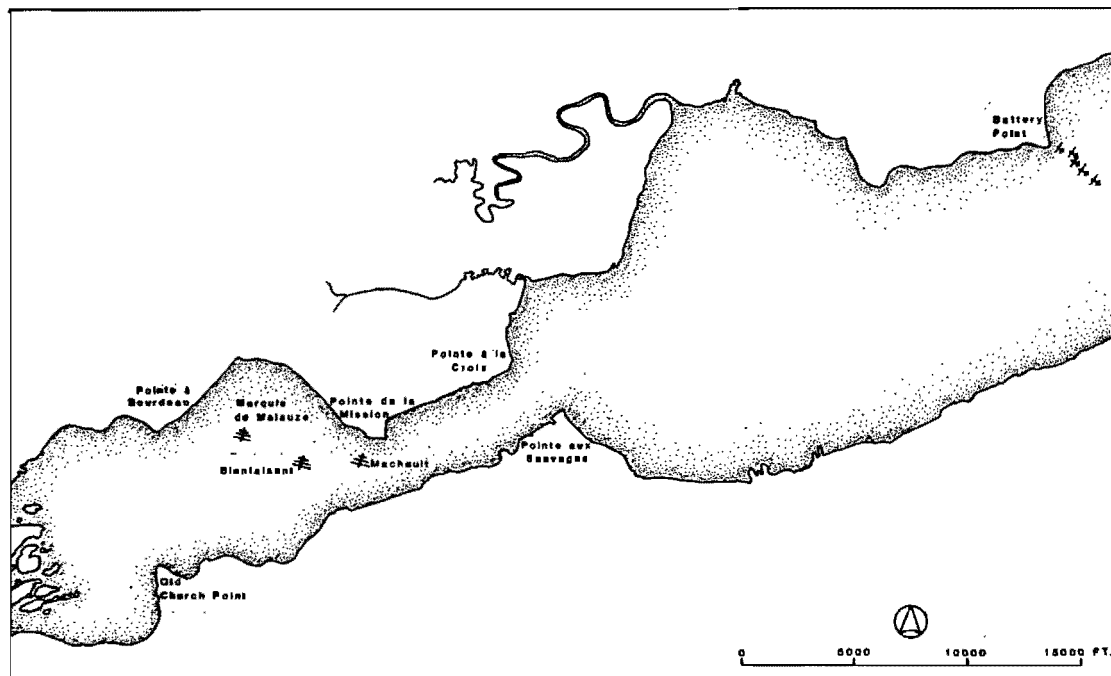 Battery
Point
Pointe à la
Croix
Pointe à
Bourdeau
Marquis
de Malauze
Pointe de la
Mission
Bienfaisant
Machault
Pointe aux
Sauvages
Old
Church Point
0 5000 10000 15000 FT.